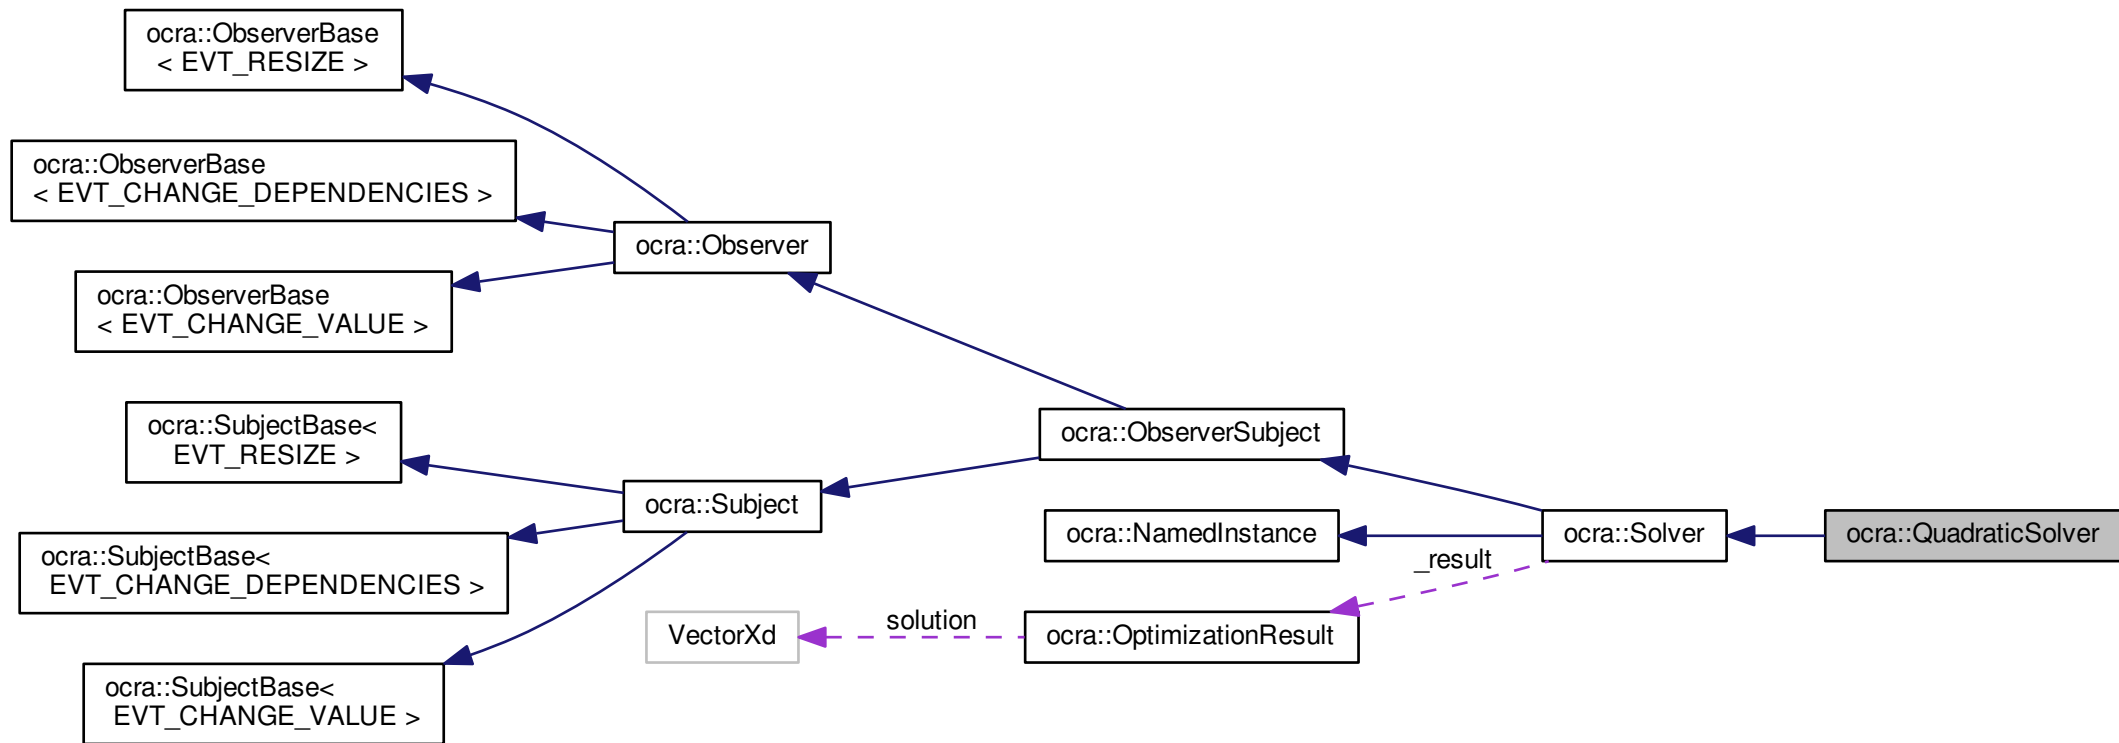 ocra::ObserverBase
< EVT_RESIZE >
ocra::ObserverBase
< EVT_CHANGE_DEPENDENCIES >
ocra::Observer
ocra::ObserverBase
< EVT_CHANGE_VALUE >
ocra::SubjectBase<
EVT_RESIZE >
ocra::ObserverSubject
ocra::Subject
ocra::NamedInstance
ocra::Solver
ocra::QuadraticSolver
ocra::SubjectBase<
EVT_CHANGE_DEPENDENCIES >
_result
solution
VectorXd
ocra::OptimizationResult
ocra::SubjectBase<
EVT_CHANGE_VALUE >